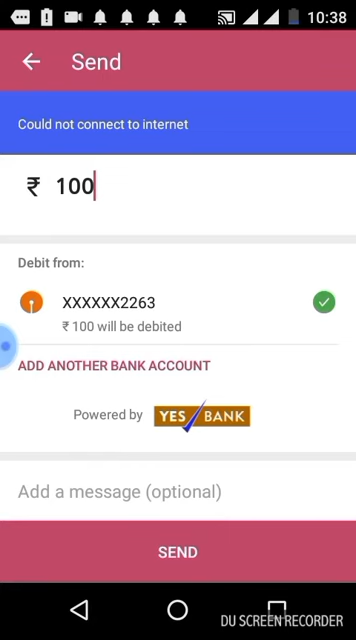 10:38
Send
Could not connect to internet
₹ 100
Debit from:
XXXXXX2263
₹ 100 will be debited
ADD ANOTHER BANK ACCOUNT
Powered by YES BANK
Add a message (optional)
SEND
DU SCREEN RECORDER